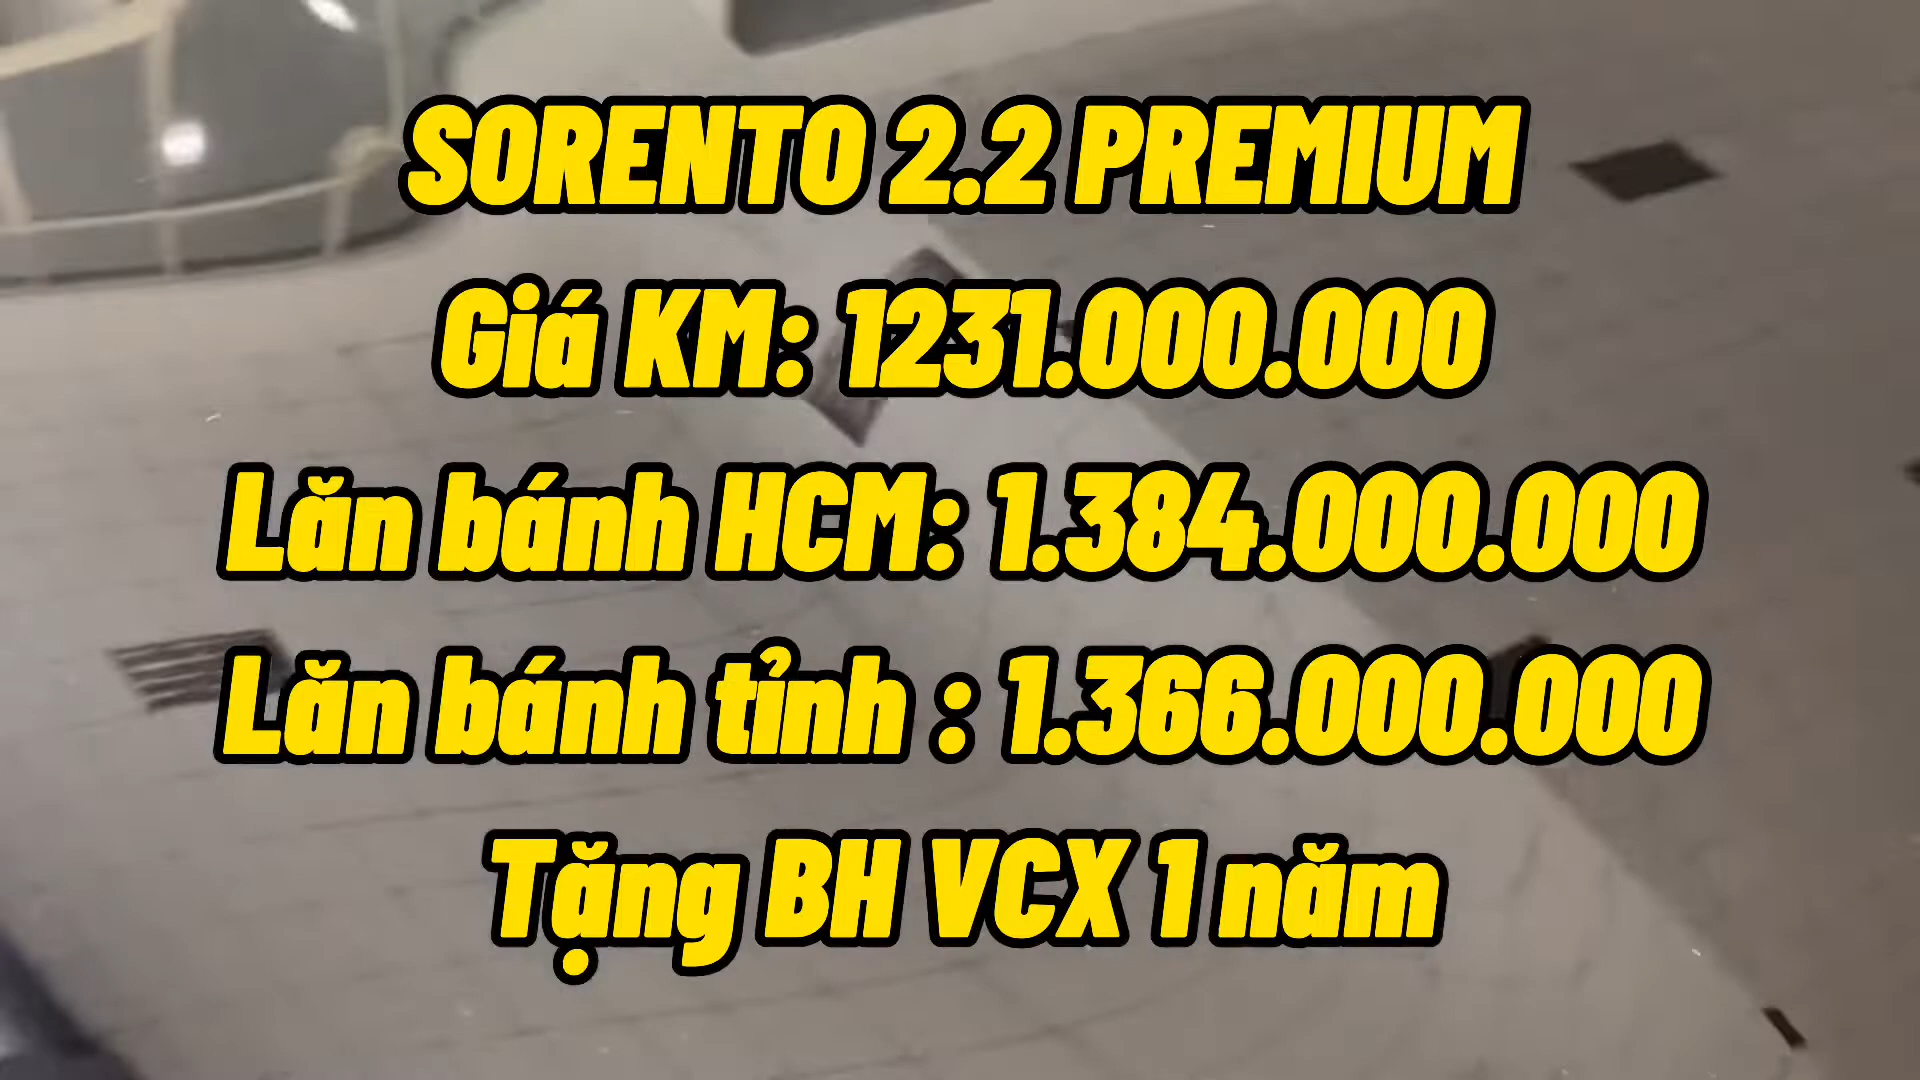 SORENTO 2.2 PREMIUM
Giá KM: 1231.000.000
Lăn bánh HCM: 1.384.000.000
Lăn bánh tỉnh : 1.366.000.000
Tặng BH VCX 1 năm